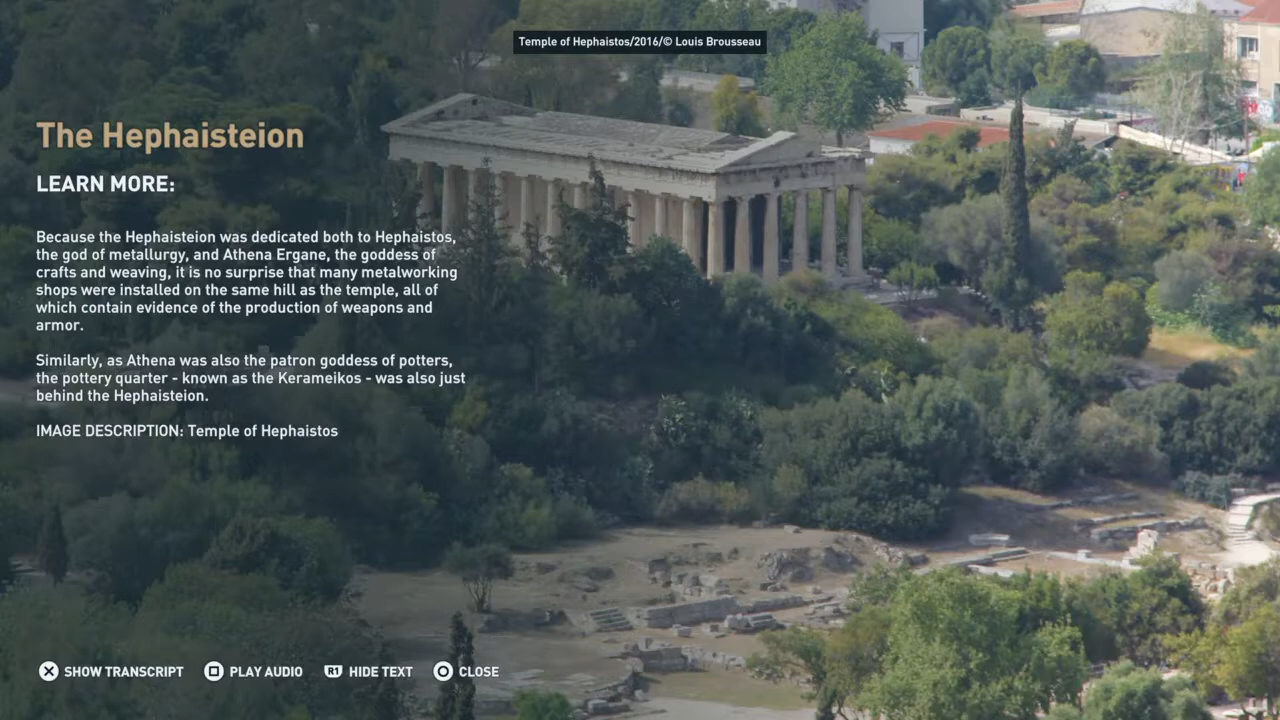 Temple of Hephaistos/2016/© Louis Brousseau
The Hephaisteion
LEARN MORE:
Because the Hephaisteion was dedicated both to Hephaistos,
the god of metallurgy, and Athena Ergane, the goddess of
crafts and weaving, it is no surprise that many metalworking
shops were installed on the same hill as the temple, all of
which contain evidence of the production of weapons and
armor.
Similarly, as Athena was also the patron goddess of potters,
the pottery quarter - known as the Kerameikos - was also just
behind the Hephaisteion.
IMAGE DESCRIPTION: Temple of Hephaistos
SHOW TRANSCRIPT PLAY AUDIO R1 HIDE TEXT CLOSE